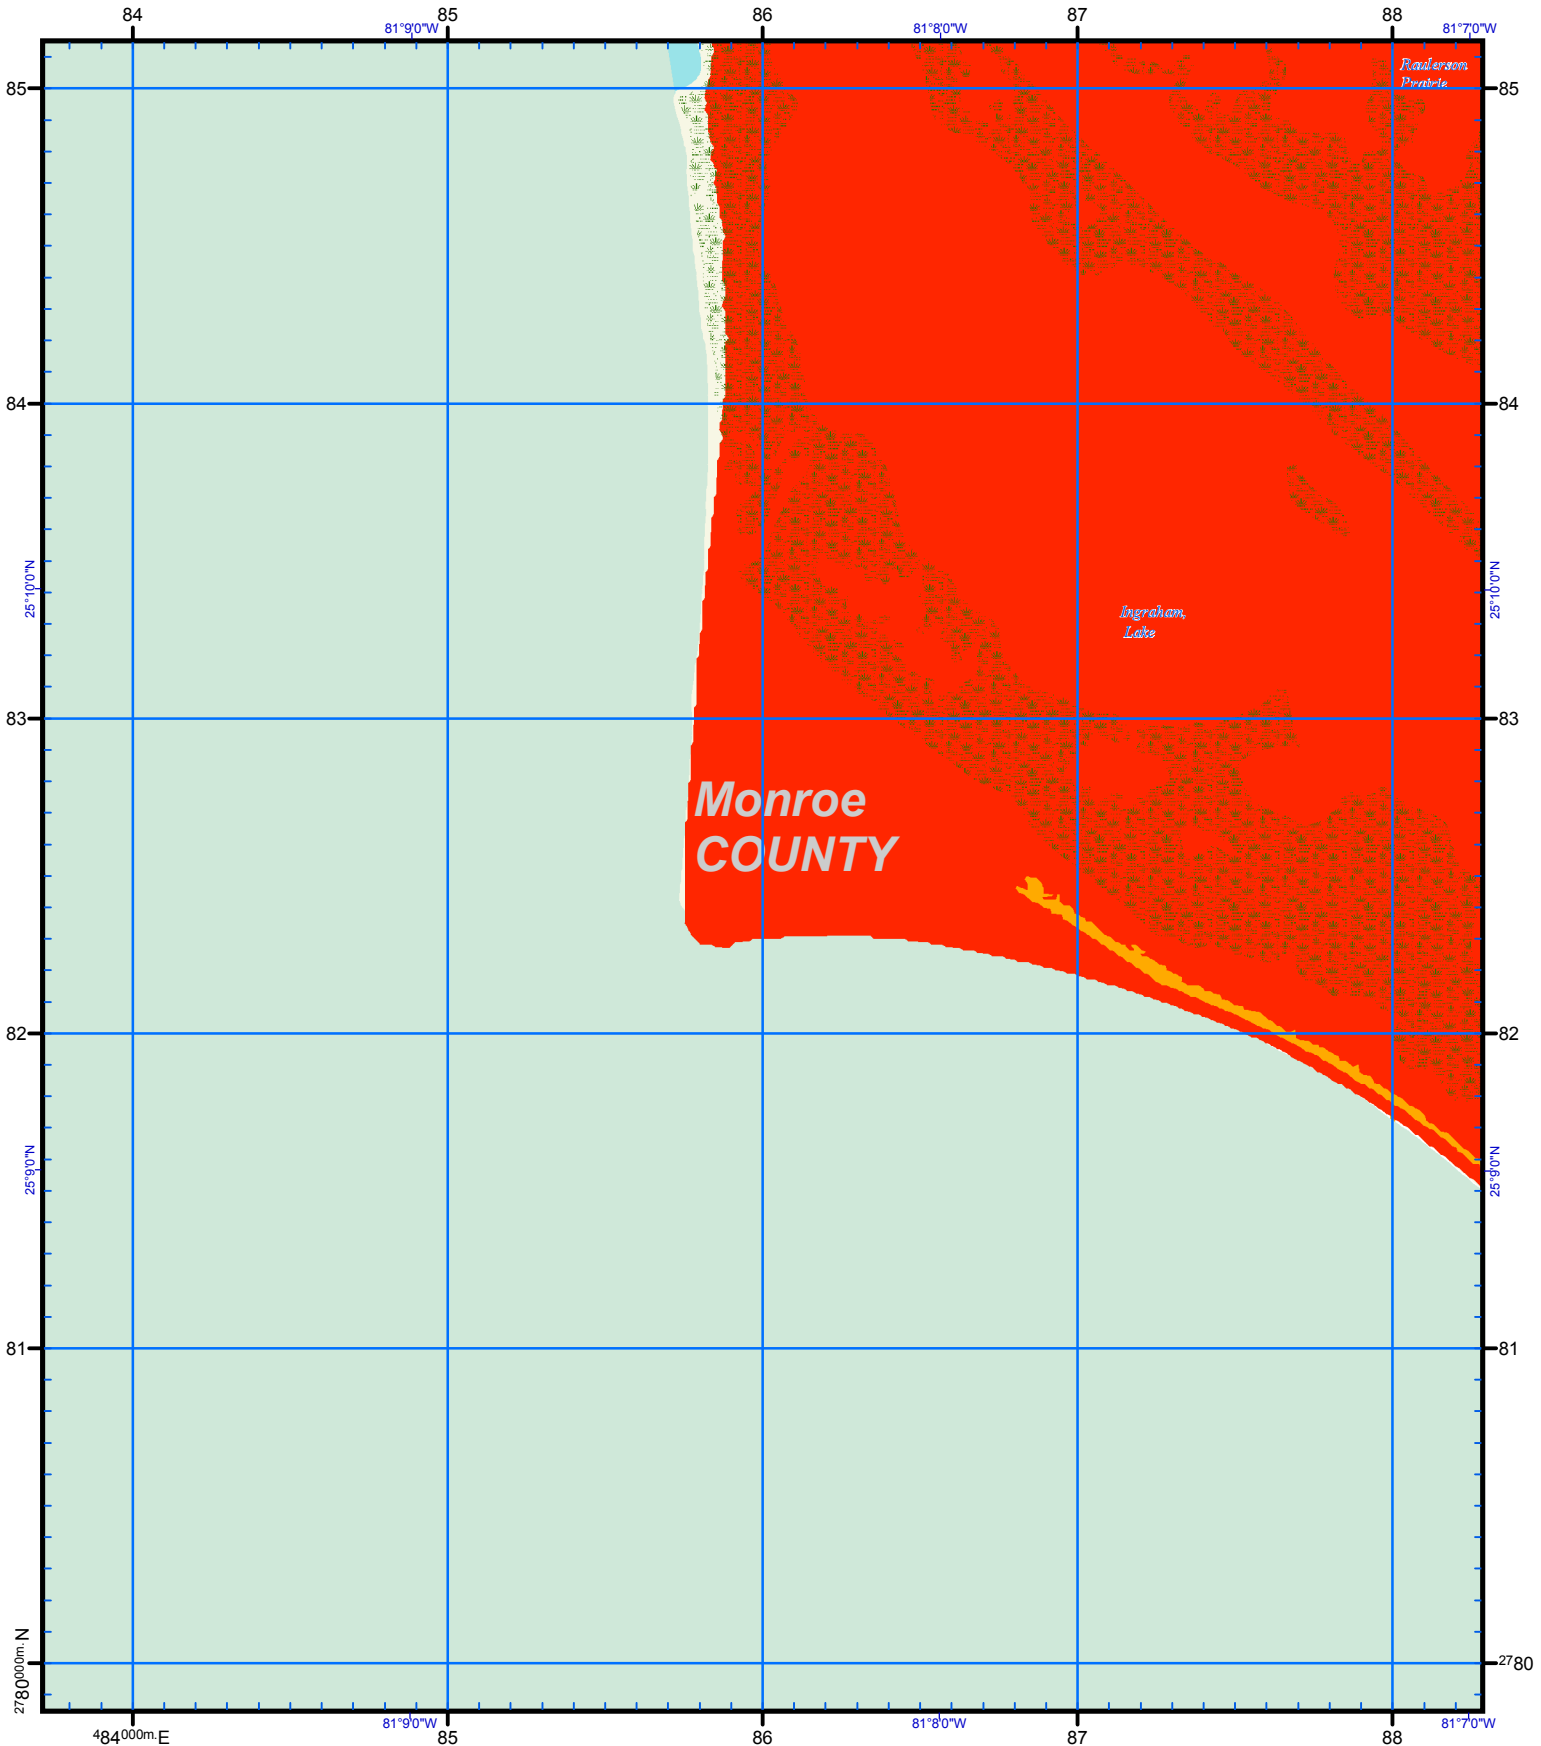 84 85 86 87 88
81°9'0"W 81°8'0"W 81°7'0"W
Raulerson
Prairie
85 85
84 84
25°10'0"N 25°10'0"N
Ingraham,
Lake
83 83
Monroe
COUNTY
82 82
25°9'0"N 25°9'0"N
81 81
2780000m. N 2780
81°9'0"W 81°8'0"W 81°7'0"W
484000m. E 85 86 87 88